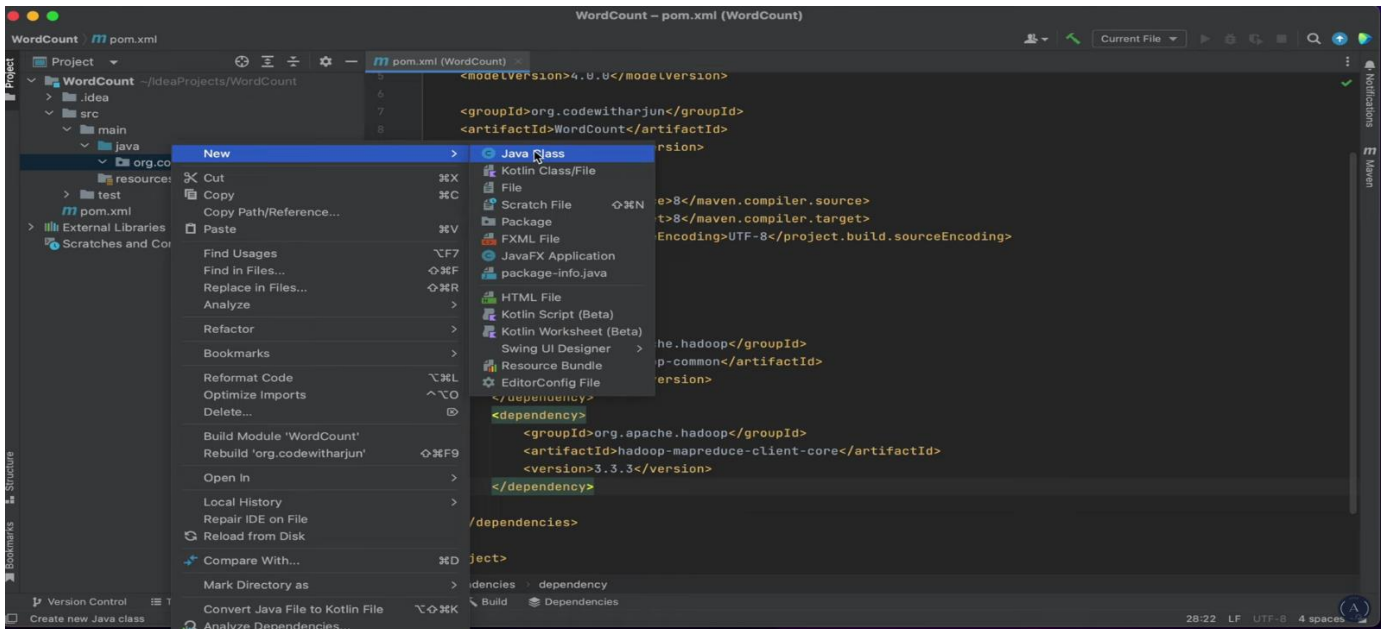 WordCount – pom.xml (WordCount)
WordCount
m pom.xml
Current File
Project
pom.xml (WordCount)
Project
Notifications
Maven
WordCount ~/IdeaProjects/WordCount
.idea
src
main
java
org.co
resources
test
pom.xml
External Libraries
Scratches and Cor
5
6
7
8
<modelVersion>4.0.0</modelVersion>
<groupId>org.codewitharjun</groupId>
<artifactId>WordCount</artifactId>
rsion>
e>8</maven.compiler.source>
t>8</maven.compiler.target>
Encoding>UTF-8</project.build.sourceEncoding>
he.hadoop</groupId>
p-common</artifactId>
ersion>
</dependency>
<dependency>
<groupId>org.apache.hadoop</groupId>
<artifactId>hadoop-mapreduce-client-core</artifactId>
<version>3.3.3</version>
</dependency>
/dependencies>
ject>
New
Cut ⌘X
Copy ⌘C
Copy Path/Reference...
Paste ⌘V
Find Usages ⌥F7
Find in Files... ⇧⌘F
Replace in Files... ⇧⌘R
Analyze
Refactor
Bookmarks
Reformat Code ⌥⌘L
Optimize Imports ^⌥O
Delete... ⌦
Build Module 'WordCount'
Rebuild 'org.codewitharjun' ⇧⌘F9
Open In
Local History
Repair IDE on File
Reload from Disk
Compare With... ⌘D
Mark Directory as
Convert Java File to Kotlin File ⌥⇧⌘K
Analyze Dependencies...
Java Class
Kotlin Class/File
File
Scratch File ⇧⌘N
Package
FXML File
JavaFX Application
package-info.java
HTML File
Kotlin Script (Beta)
Kotlin Worksheet (Beta)
Swing UI Designer
Resource Bundle
EditorConfig File
Structure
Bookmarks
dencies
dependency
Version Control
Build
Dependencies
Create new Java class
28:22 LF UTF-8 4 spaces